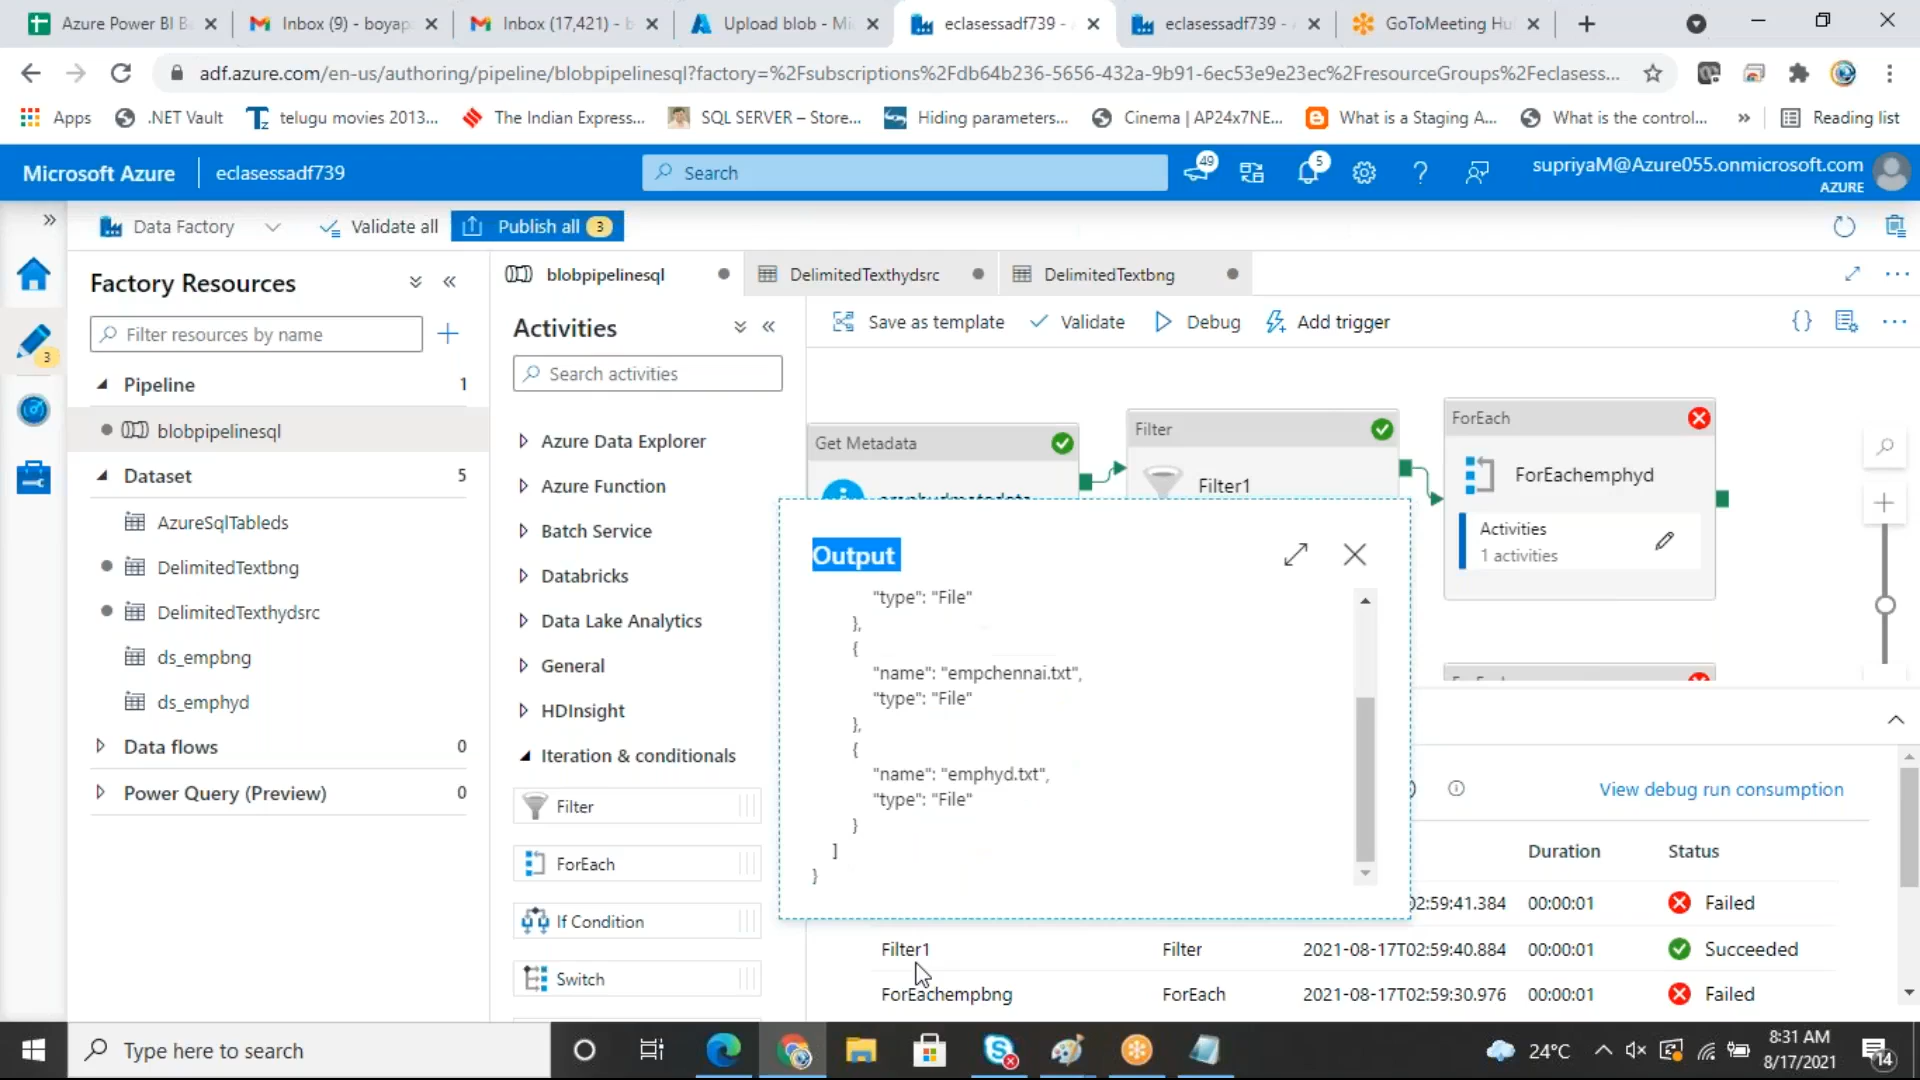 Azure Power BI B
Inbox (9) - boyap
Inbox (17,421) - b
Upload blob - Mi
eclasessadf739 -
eclasessadf739 -
GoToMeeting Hu
adf.azure.com/en-us/authoring/pipeline/blobpipelinesql?factory=%2Fsubscriptions%2Fdb64b236-5656-432a-9b91-6ec53e9e23ec%2FresourceGroups%2Feclasess...
Apps
.NET Vault
telugu movies 2013...
The Indian Express...
SQL SERVER – Store...
Hiding parameters...
Cinema | AP24x7NE...
What is a Staging A...
What is the control...
Reading list
Microsoft Azure
eclasessadf739
Search
49
5
supriyaM@Azure055.onmicrosoft.com
AZURE
Data Factory
Validate all
Publish all 3
Factory Resources
Filter resources by name
3
Pipeline 1
blobpipelinesql
Dataset 5
AzureSqlTableds
DelimitedTextbng
DelimitedTexthydsrc
ds_empbng
ds_emphyd
Data flows 0
Power Query (Preview) 0
blobpipelinesql
DelimitedTexthydsrc
DelimitedTextbng
Activities
Search activities
Azure Data Explorer
Azure Function
Batch Service
Databricks
Data Lake Analytics
General
HDInsight
Iteration & conditionals
Filter
ForEach
If Condition
Switch
Save as template
Validate
Debug
Add trigger
Get Metadata
Filter
Filter1
ForEach
ForEachemphyd
Activities
1 activities
Output
"type": "File"
},
{
"name": "empchennai.txt",
"type": "File"
},
{
"name": "emphyd.txt",
"type": "File"
}
]
}
View debug run consumption
Duration Status
02:59:41.384 00:00:01 Failed
Filter1 Filter 2021-08-17T02:59:40.884 00:00:01 Succeeded
ForEachempbng ForEach 2021-08-17T02:59:30.976 00:00:01 Failed
Type here to search
24°C
8:31 AM
8/17/2021
14